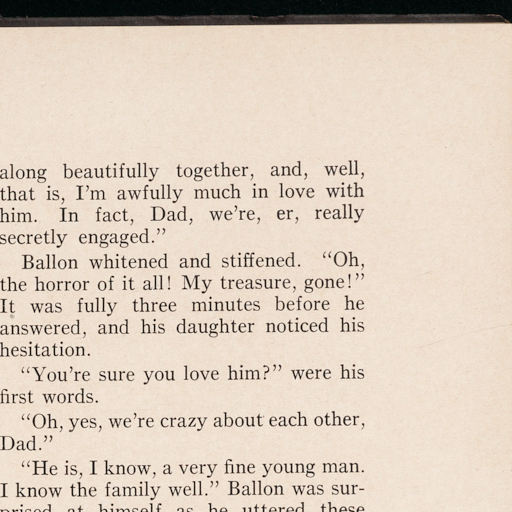 along beautifully together, and, well,
that is, I'm awfully much in love with
him. In fact, Dad, we're, er, really
secretly engaged."
Ballon whitened and stiffened. "Oh,
the horror of it all! My treasure, gone!"
It was fully three minutes before he
answered, and his daughter noticed his
hesitation.
"You're sure you love him?" were his
first words.
"Oh, yes, we're crazy about each other,
Dad."
"He is, I know, a very fine young man.
I know the family well." Ballon was sur-
prised at himself as he uttered these